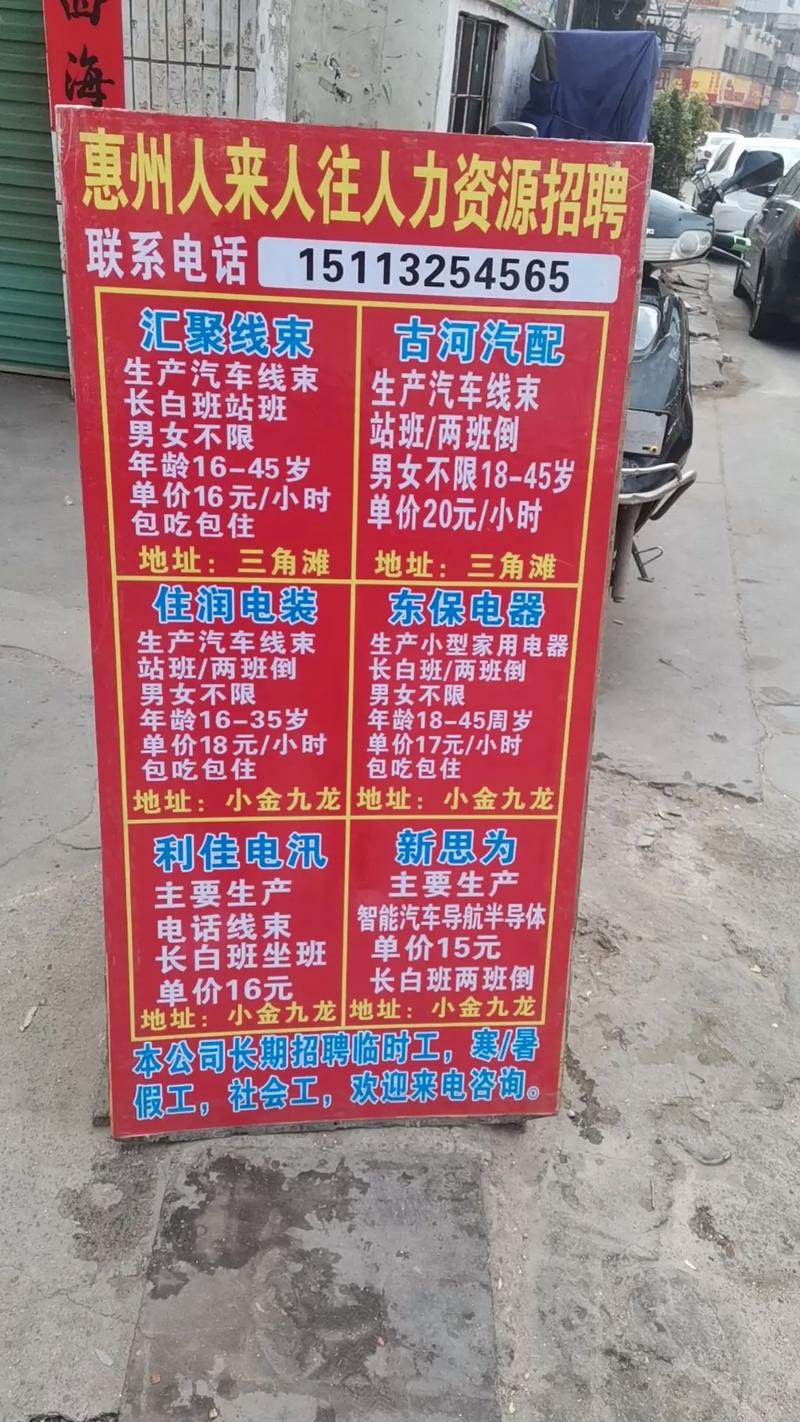 四海
惠州人来人往人力资源招聘
联系电话 15113254565
汇聚线束
生产汽车线束
长白班站班
男女不限
年龄16-45岁
单价16元/小时
包吃包住
地址：三角滩
古河汽配
生产汽车线束
站班/两班倒
男女不限18-45岁
单价20元/小时
地址：三角滩
住润电装
生产汽车线束
站班/两班倒
男女不限
年龄16-35岁
单价18元/小时
包吃包住
地址：小金九龙
东保电器
生产小型家用电器
长白班/两班倒
男女不限
年龄18-45周岁
单价17元/小时
包吃包住
地址：小金九龙
利佳电汛
主要生产
电话线束
长白班坐班
单价16元
地址：小金九龙
新思为
主要生产
智能汽车导航半导体
单价15元
长白班两班倒
地址：小金九龙
本公司长期招聘临时工，寒/暑
假工，社会工，欢迎来电咨询。